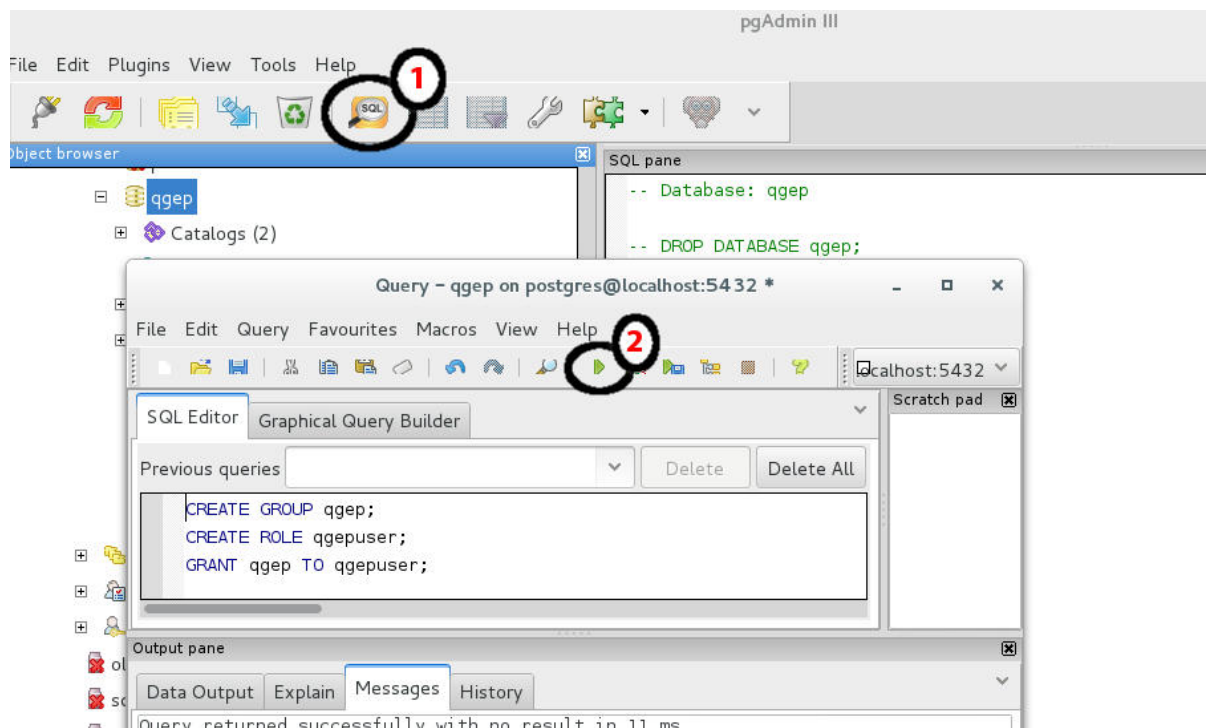 pgAdmin III
File Edit Plugins View Tools Help
1
SQL
Object browser
SQL pane
qgep
-- Database: qgep
Catalogs (2)
-- DROP DATABASE qgep;
Query - qgep on postgres@localhost:5432 *
File Edit Query Favourites Macros View Help
2
localhost:5432
SQL Editor
Graphical Query Builder
Scratch pad
Previous queries
Delete
Delete All
CREATE GROUP qgep;
CREATE ROLE qgepuser;
GRANT qgep TO qgepuser;
Output pane
Data Output
Explain
Messages
History
Query returned successfully with no result in 11 ms.